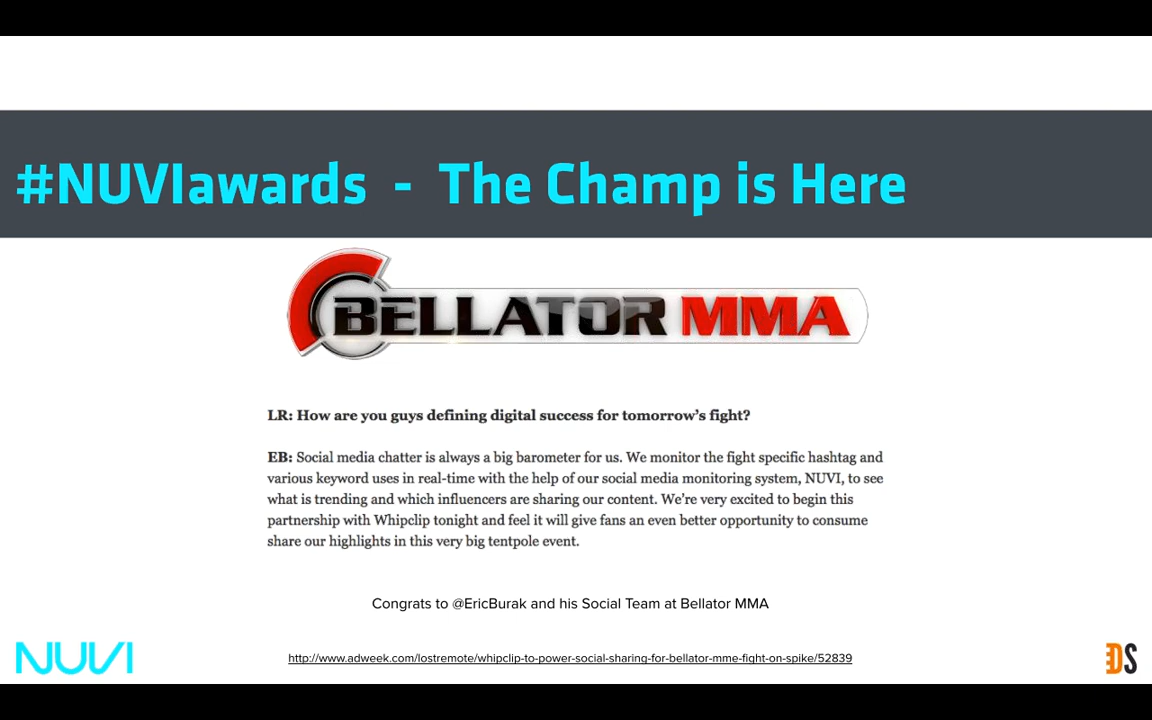 #NUVIawards - The Champ is Here
BELLATOR MMA
LR: How are you guys defining digital success for tomorrow's fight?
EB: Social media chatter is always a big barometer for us. We monitor the fight specific hashtag and
various keyword uses in real-time with the help of our social media monitoring system, NUVI, to see
what is trending and which influencers are sharing our content. We're very excited to begin this
partnership with Whipclip tonight and feel it will give fans an even better opportunity to consume
share our highlights in this very big tentpole event.
Congrats to @EricBurak and his Social Team at Bellator MMA
http://www.adweek.com/lostremote/whipclip-to-power-social-sharing-for-bellator-mme-fight-on-spike/52839
NUVI
DS